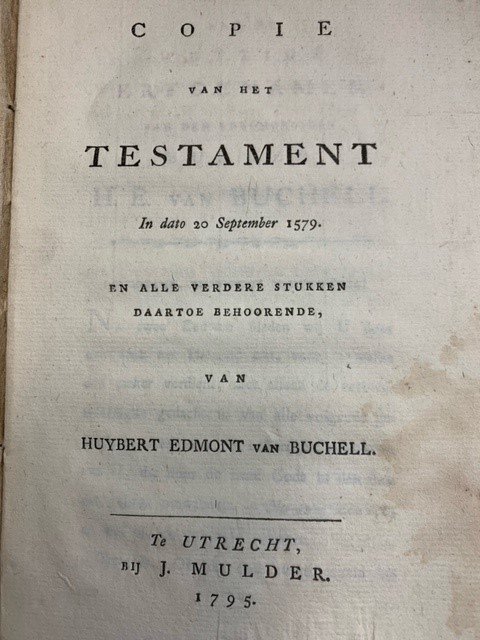 COPIE
VAN HET
TESTAMENT
In dato 20 September 1579.
EN ALLE VERDERE STUKKEN
DAARTOE BEHOORENDE,
VAN
HUYBERT EDMONT VAN BUCHELL.
Te UTRECHT,
BIJ J. MULDER.
1795.